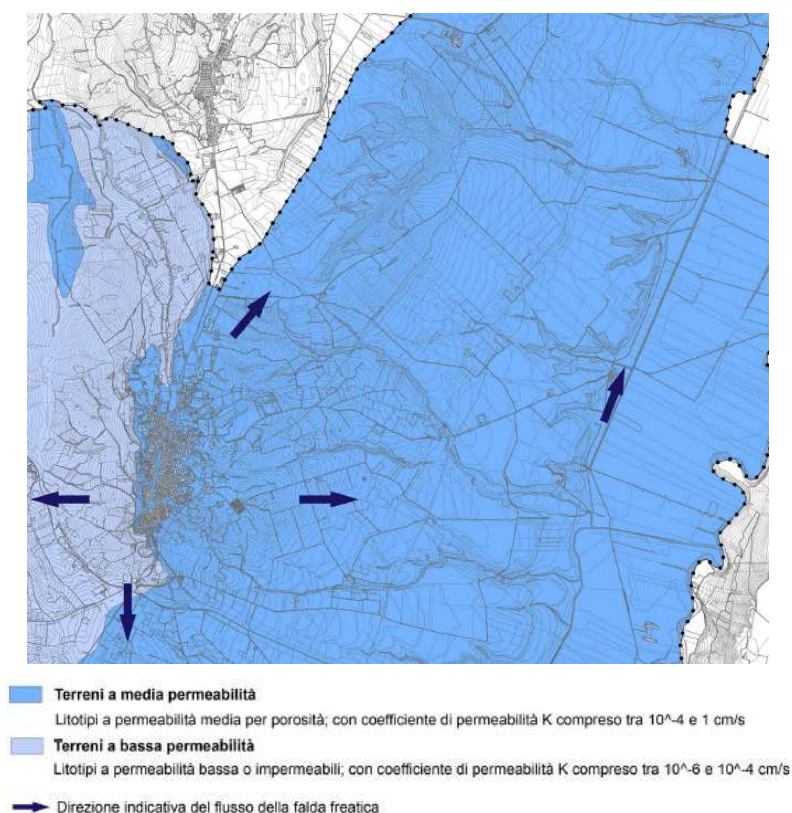 Terreni a media permeabilità
Litotipi a permeabilità media per porosità; con coefficiente di permeabilità K compreso tra 10^-4 e 1 cm/s
Terreni a bassa permeabilità
Litotipi a permeabilità bassa o impermeabili; con coefficiente di permeabilità K compreso tra 10^-6 e 10^-4 cm/s
Direzione indicativa del flusso della falda freatica